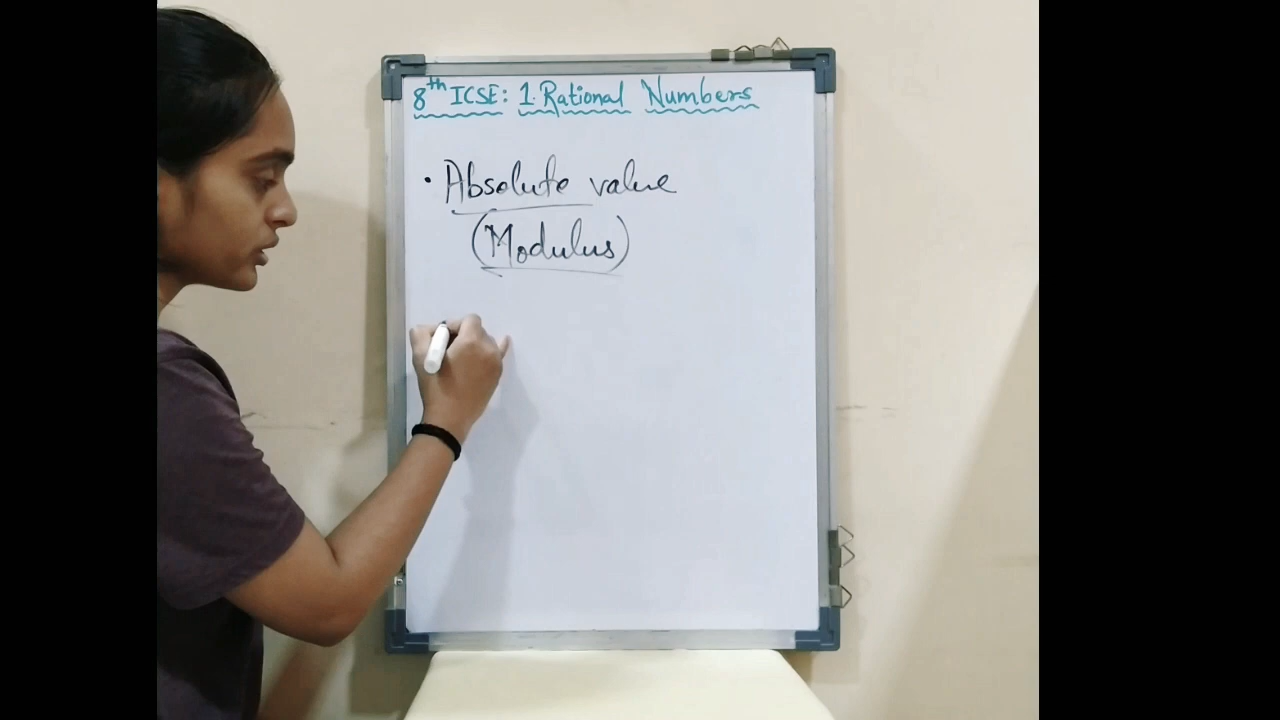 8th ICSE: 1. Rational Numbers
• Absolute value
(Modulus)